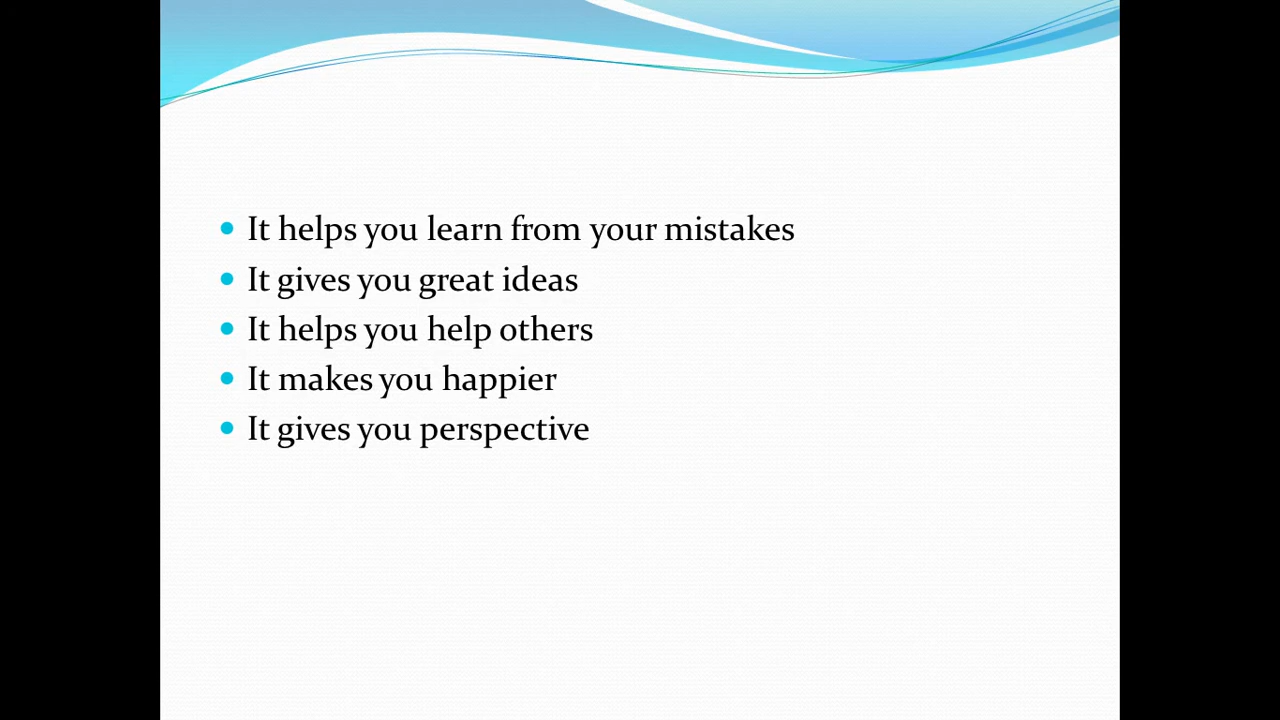 • It helps you learn from your mistakes
• It gives you great ideas
• It helps you help others
• It makes you happier
• It gives you perspective